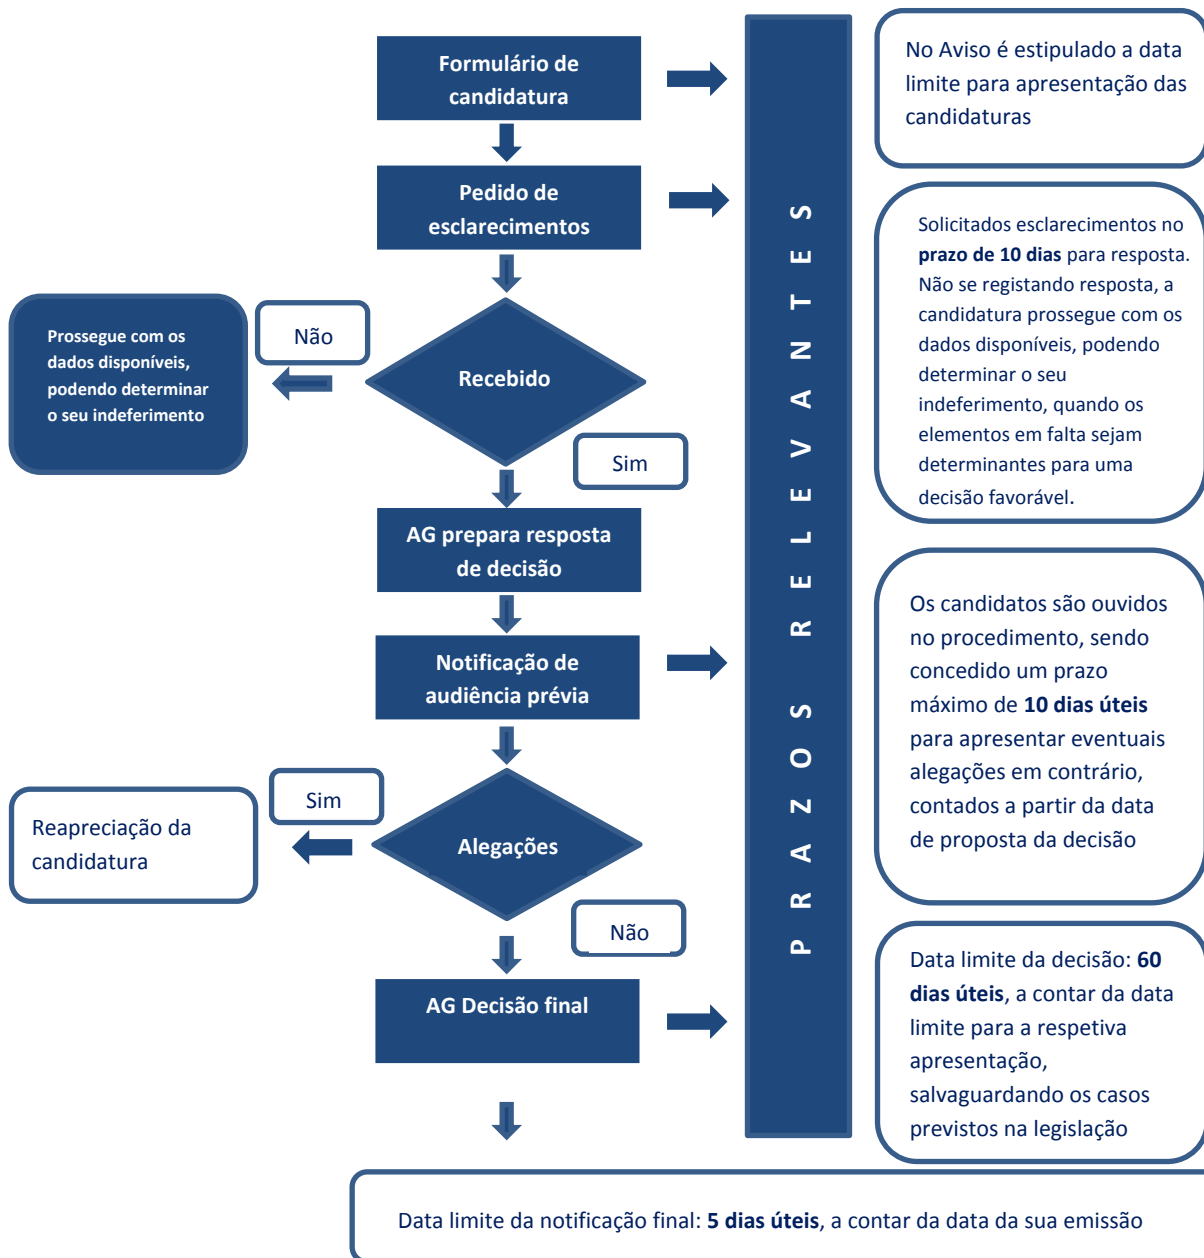 Formulário de
candidatura
No Aviso é estipulado a data
limite para apresentação das
candidaturas
Pedido de
esclarecimentos
Solicitados esclarecimentos no
prazo de 10 dias para resposta.
Não se registando resposta, a
candidatura prossegue com os
dados disponíveis, podendo
determinar o seu
indeferimento, quando os
elementos em falta sejam
determinantes para uma
decisão favorável.
Não
Prossegue com os
dados disponíveis,
podendo determinar
o seu indeferimento
Recebido
Sim
AG prepara resposta
de decisão
Notificação de
audiência prévia
Os candidatos são ouvidos
no procedimento, sendo
concedido um prazo
máximo de 10 dias úteis
para apresentar eventuais
alegações em contrário,
contados a partir da data
de proposta da decisão
Sim
Reapreciação da
candidatura
Alegações
Não
AG Decisão final
Data limite da decisão: 60
dias úteis, a contar da data
limite para a respetiva
apresentação,
salvaguardando os casos
previstos na legislação
PRAZOS RELEVANTES
Data limite da notificação final: 5 dias úteis, a contar da data da sua emissão